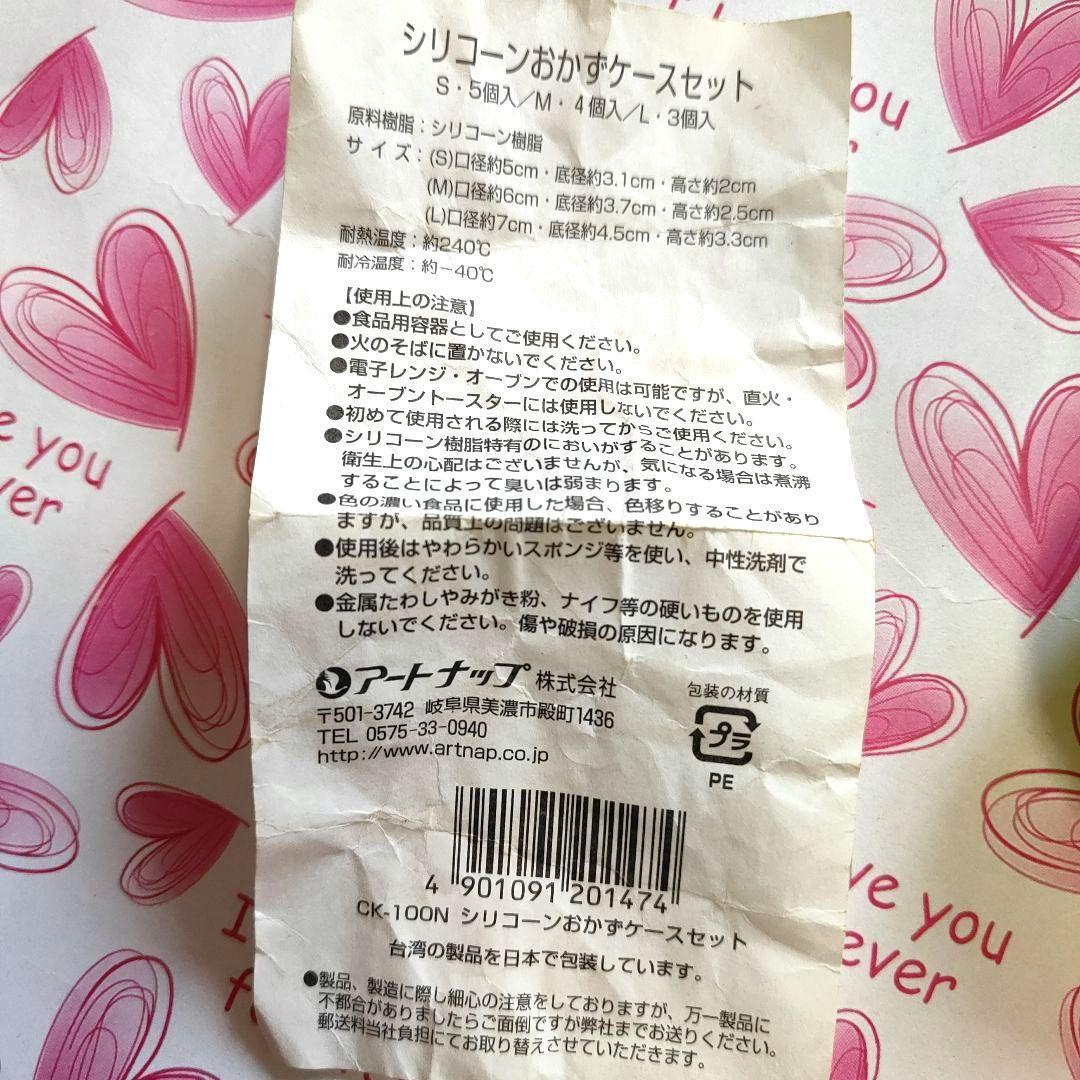 シリコーンおかずケースセット
S・5個入／M・4個入／L・3個入
原料樹脂：シリコーン樹脂
サイズ：(S)口径約5cm・底径約3.1cm・高さ約2cm
(M)口径約6cm・底径約3.7cm・高さ約2.5cm
(L)口径約7cm・底径約4.5cm・高さ約3.3cm
耐熱温度：約240℃
耐冷温度：約−40℃
【使用上の注意】
●食品用容器としてご使用ください。
●火のそばに置かないでください。
●電子レンジ・オーブンでの使用は可能ですが、直火・
オーブントースターには使用しないでください。
●初めて使用される際には洗ってからご使用ください。
●シリコーン樹脂特有のにおいがすることがあります。
衛生上の心配はございませんが、気になる場合は煮沸
することによって臭いは弱まります。
●色の濃い食品に使用した場合、色移りすることがあり
ますが、品質上の問題はございません。
●使用後はやわらかいスポンジ等を使い、中性洗剤で
洗ってください。
●金属たわしやみがき粉、ナイフ等の硬いものを使用
しないでください。傷や破損の原因になります。
アートナップ 株式会社
〒501-3742 岐阜県美濃市殿町1436
TEL 0575-33-0940
http://www.artnap.co.jp
包装の材質
プラ
PE
4 901091 201474
CK-100N シリコーンおかずケースセット
台湾の製品を日本で包装しています。
●製品、製造に際し細心の注意をしておりますが、万一製品に
不都合がありましたらご面倒ですが弊社までお送りください。
郵送料当社負担にてお取り替えさせていただきます。
e you
ver
ou
I
f
ve you
ever